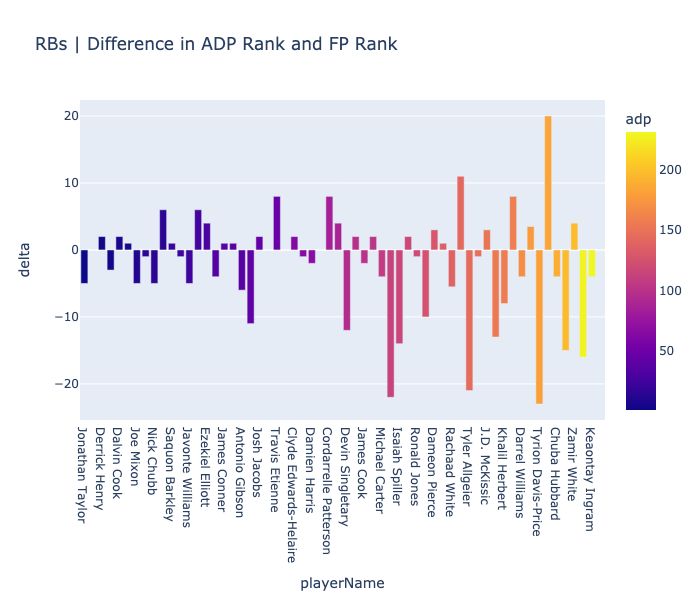 RBs | Difference in ADP Rank and FP Rank
adp
20
10
0
−10
−20
delta
200
150
100
50
Jonathan Taylor
Derrick Henry
Dalvin Cook
Joe Mixon
Nick Chubb
Saquon Barkley
Javonte Williams
Ezekiel Elliott
James Conner
Antonio Gibson
Josh Jacobs
Travis Etienne
Clyde Edwards-Helaire
Damien Harris
Cordarrelle Patterson
Devin Singletary
James Cook
Michael Carter
Isaiah Spiller
Ronald Jones
Dameon Pierce
Rachaad White
Tyler Allgeier
J.D. McKissic
Khalil Herbert
Darrel Williams
Tyrion Davis-Price
Chuba Hubbard
Zamir White
Keaontay Ingram
playerName